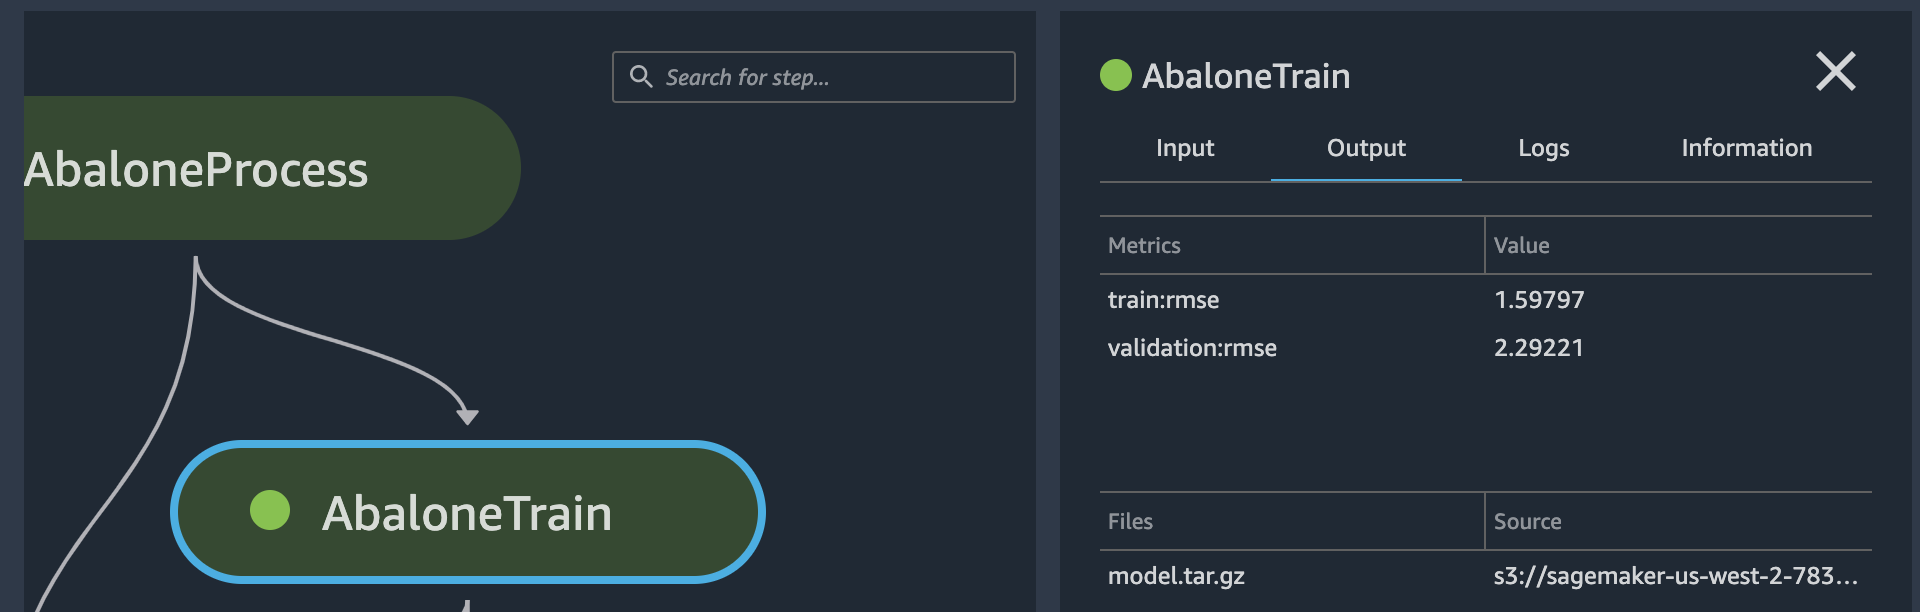 Search for step...
AbaloneProcess
AbaloneTrain
AbaloneTrain
Input Output Logs Information
Metrics Value
train:rmse 1.59797
validation:rmse 2.29221
Files Source
model.tar.gz s3://sagemaker-us-west-2-783...